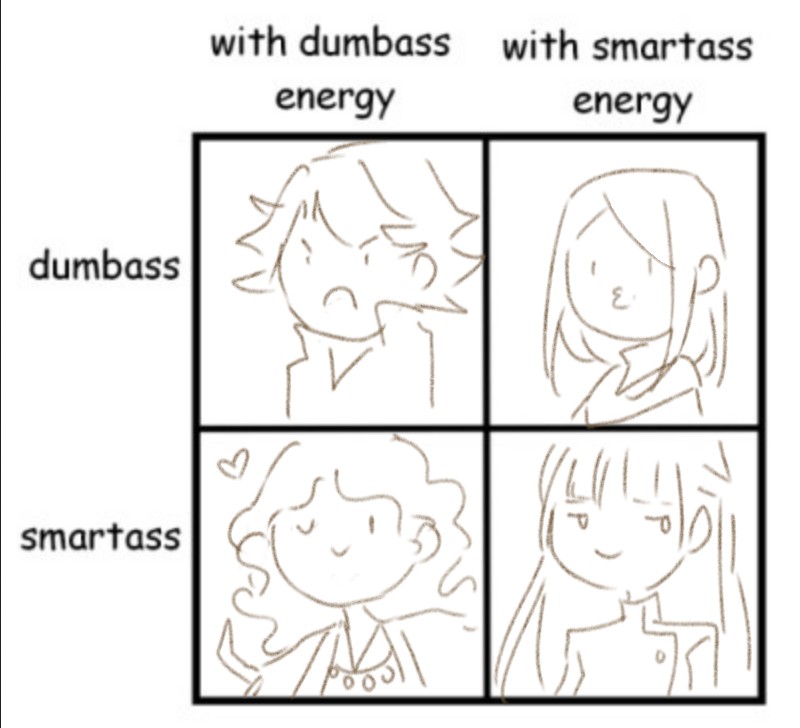 with dumbass
energy
with smartass
energy
dumbass
smartass